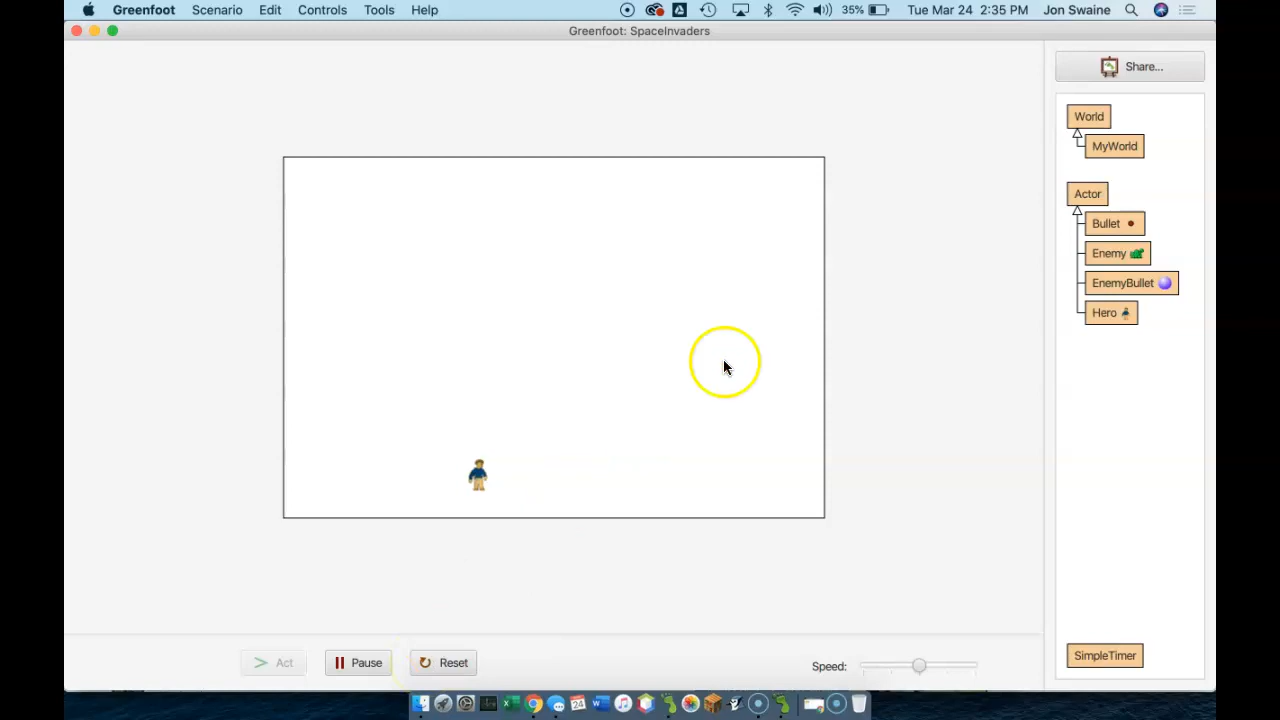 Greenfoot Scenario Edit Controls Tools Help 35% Tue Mar 24 2:35 PM Jon Swaine
Greenfoot: SpaceInvaders
Share...
World
MyWorld
Actor
Bullet
Enemy
EnemyBullet
Hero
SimpleTimer
Act Pause Reset Speed: